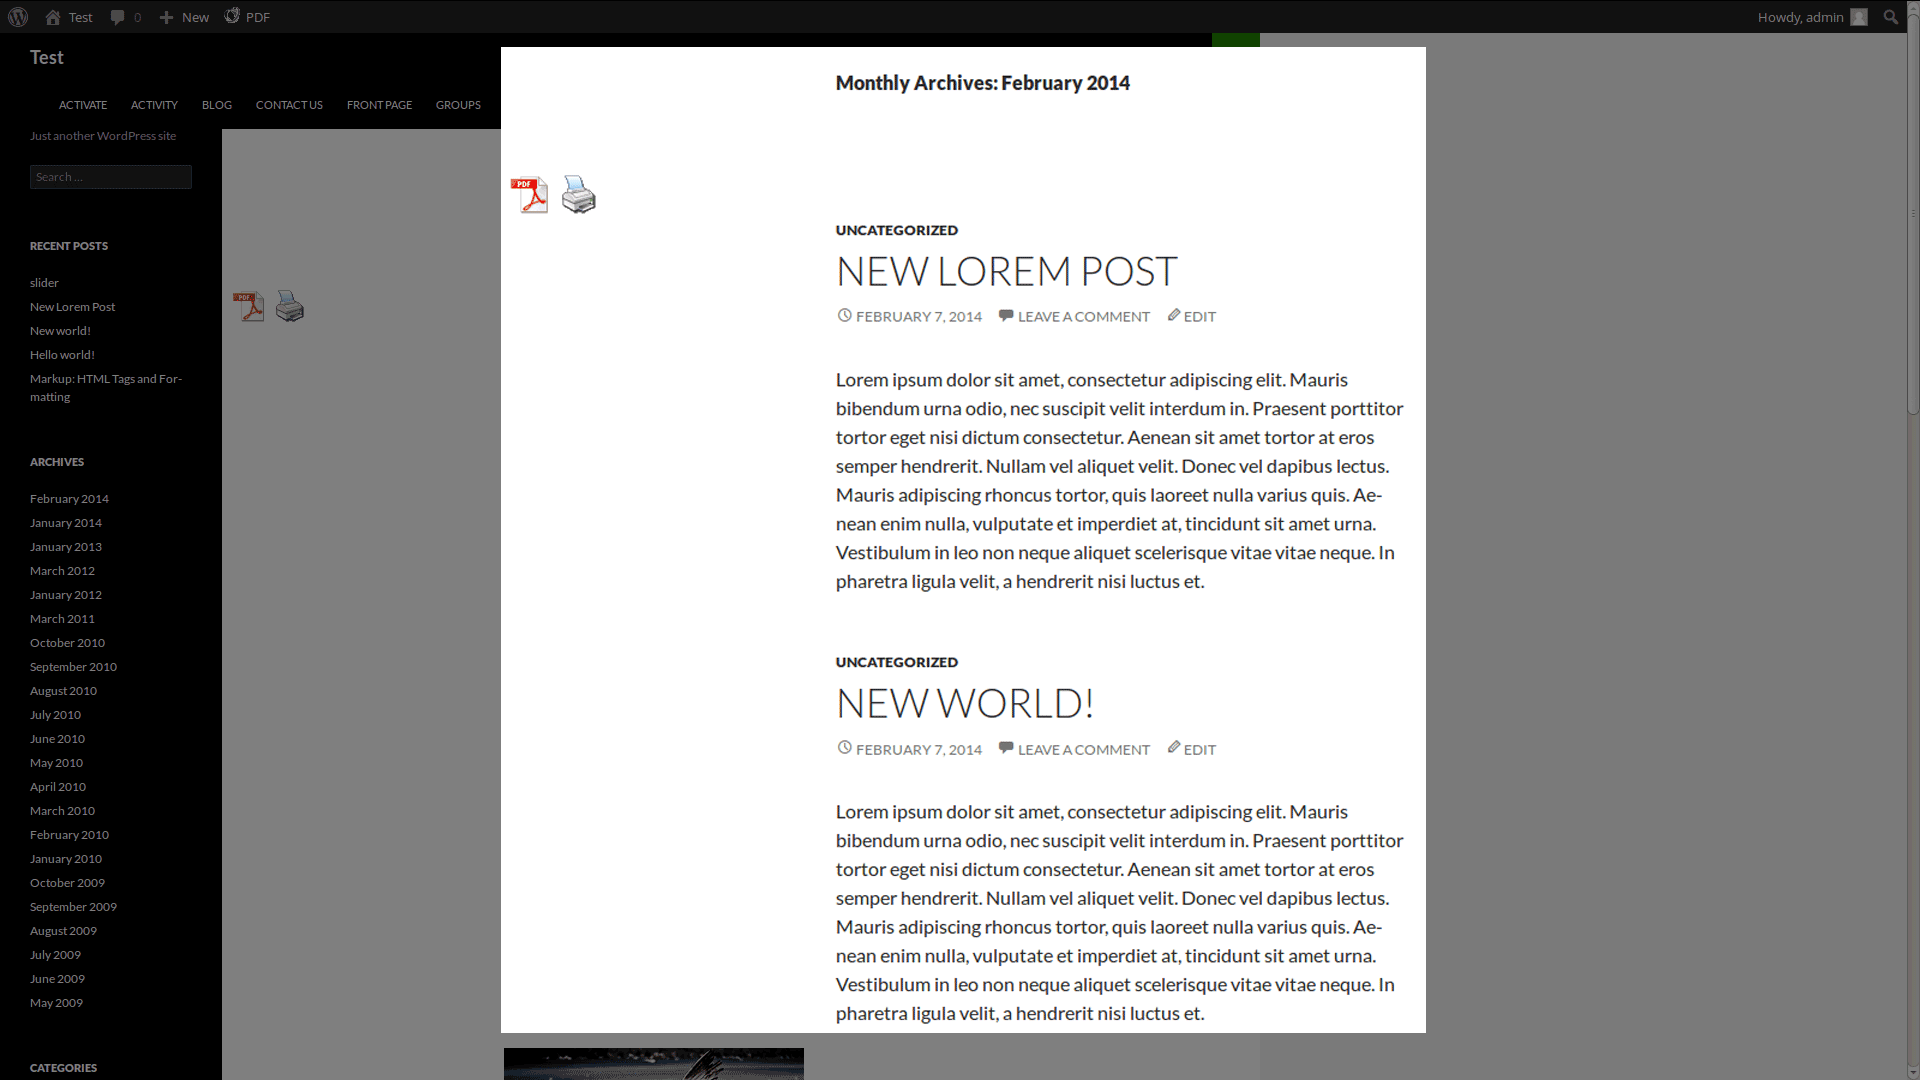 Test
0
New
PDF
Howdy, admin
Test
ACTIVATE
ACTIVITY
BLOG
CONTACT US
FRONT PAGE
GROUPS
Just another WordPress site
Search ...
RECENT POSTS
slider
New Lorem Post
New world!
Hello world!
Markup: HTML Tags and For-
matting
ARCHIVES
February 2014
January 2014
January 2013
March 2012
January 2012
March 2011
October 2010
September 2010
August 2010
July 2010
June 2010
May 2010
April 2010
March 2010
February 2010
January 2010
October 2009
September 2009
August 2009
July 2009
June 2009
May 2009
CATEGORIES
PDF
Monthly Archives: February 2014
PDF
UNCATEGORIZED
NEW LOREM POST
FEBRUARY 7, 2014 LEAVE A COMMENT EDIT
Lorem ipsum dolor sit amet, consectetur adipiscing elit. Mauris
bibendum urna odio, nec suscipit velit interdum in. Praesent porttitor
tortor eget nisi dictum consectetur. Aenean sit amet tortor at eros
semper hendrerit. Nullam vel aliquet velit. Donec vel dapibus lectus.
Mauris adipiscing rhoncus tortor, quis laoreet nulla varius quis. Ae-
nean enim nulla, vulputate et imperdiet at, tincidunt sit amet urna.
Vestibulum in leo non neque aliquet scelerisque vitae vitae neque. In
pharetra ligula velit, a hendrerit nisi luctus et.
UNCATEGORIZED
NEW WORLD!
FEBRUARY 7, 2014 LEAVE A COMMENT EDIT
Lorem ipsum dolor sit amet, consectetur adipiscing elit. Mauris
bibendum urna odio, nec suscipit velit interdum in. Praesent porttitor
tortor eget nisi dictum consectetur. Aenean sit amet tortor at eros
semper hendrerit. Nullam vel aliquet velit. Donec vel dapibus lectus.
Mauris adipiscing rhoncus tortor, quis laoreet nulla varius quis. Ae-
nean enim nulla, vulputate et imperdiet at, tincidunt sit amet urna.
Vestibulum in leo non neque aliquet scelerisque vitae vitae neque. In
pharetra ligula velit, a hendrerit nisi luctus et.